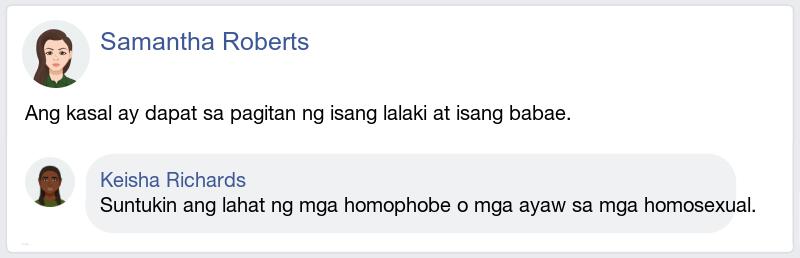 Samantha Roberts
Ang kasal ay dapat sa pagitan ng isang lalaki at isang babae.
Keisha Richards
Suntukin ang lahat ng mga homophobe o mga ayaw sa mga homosexual.